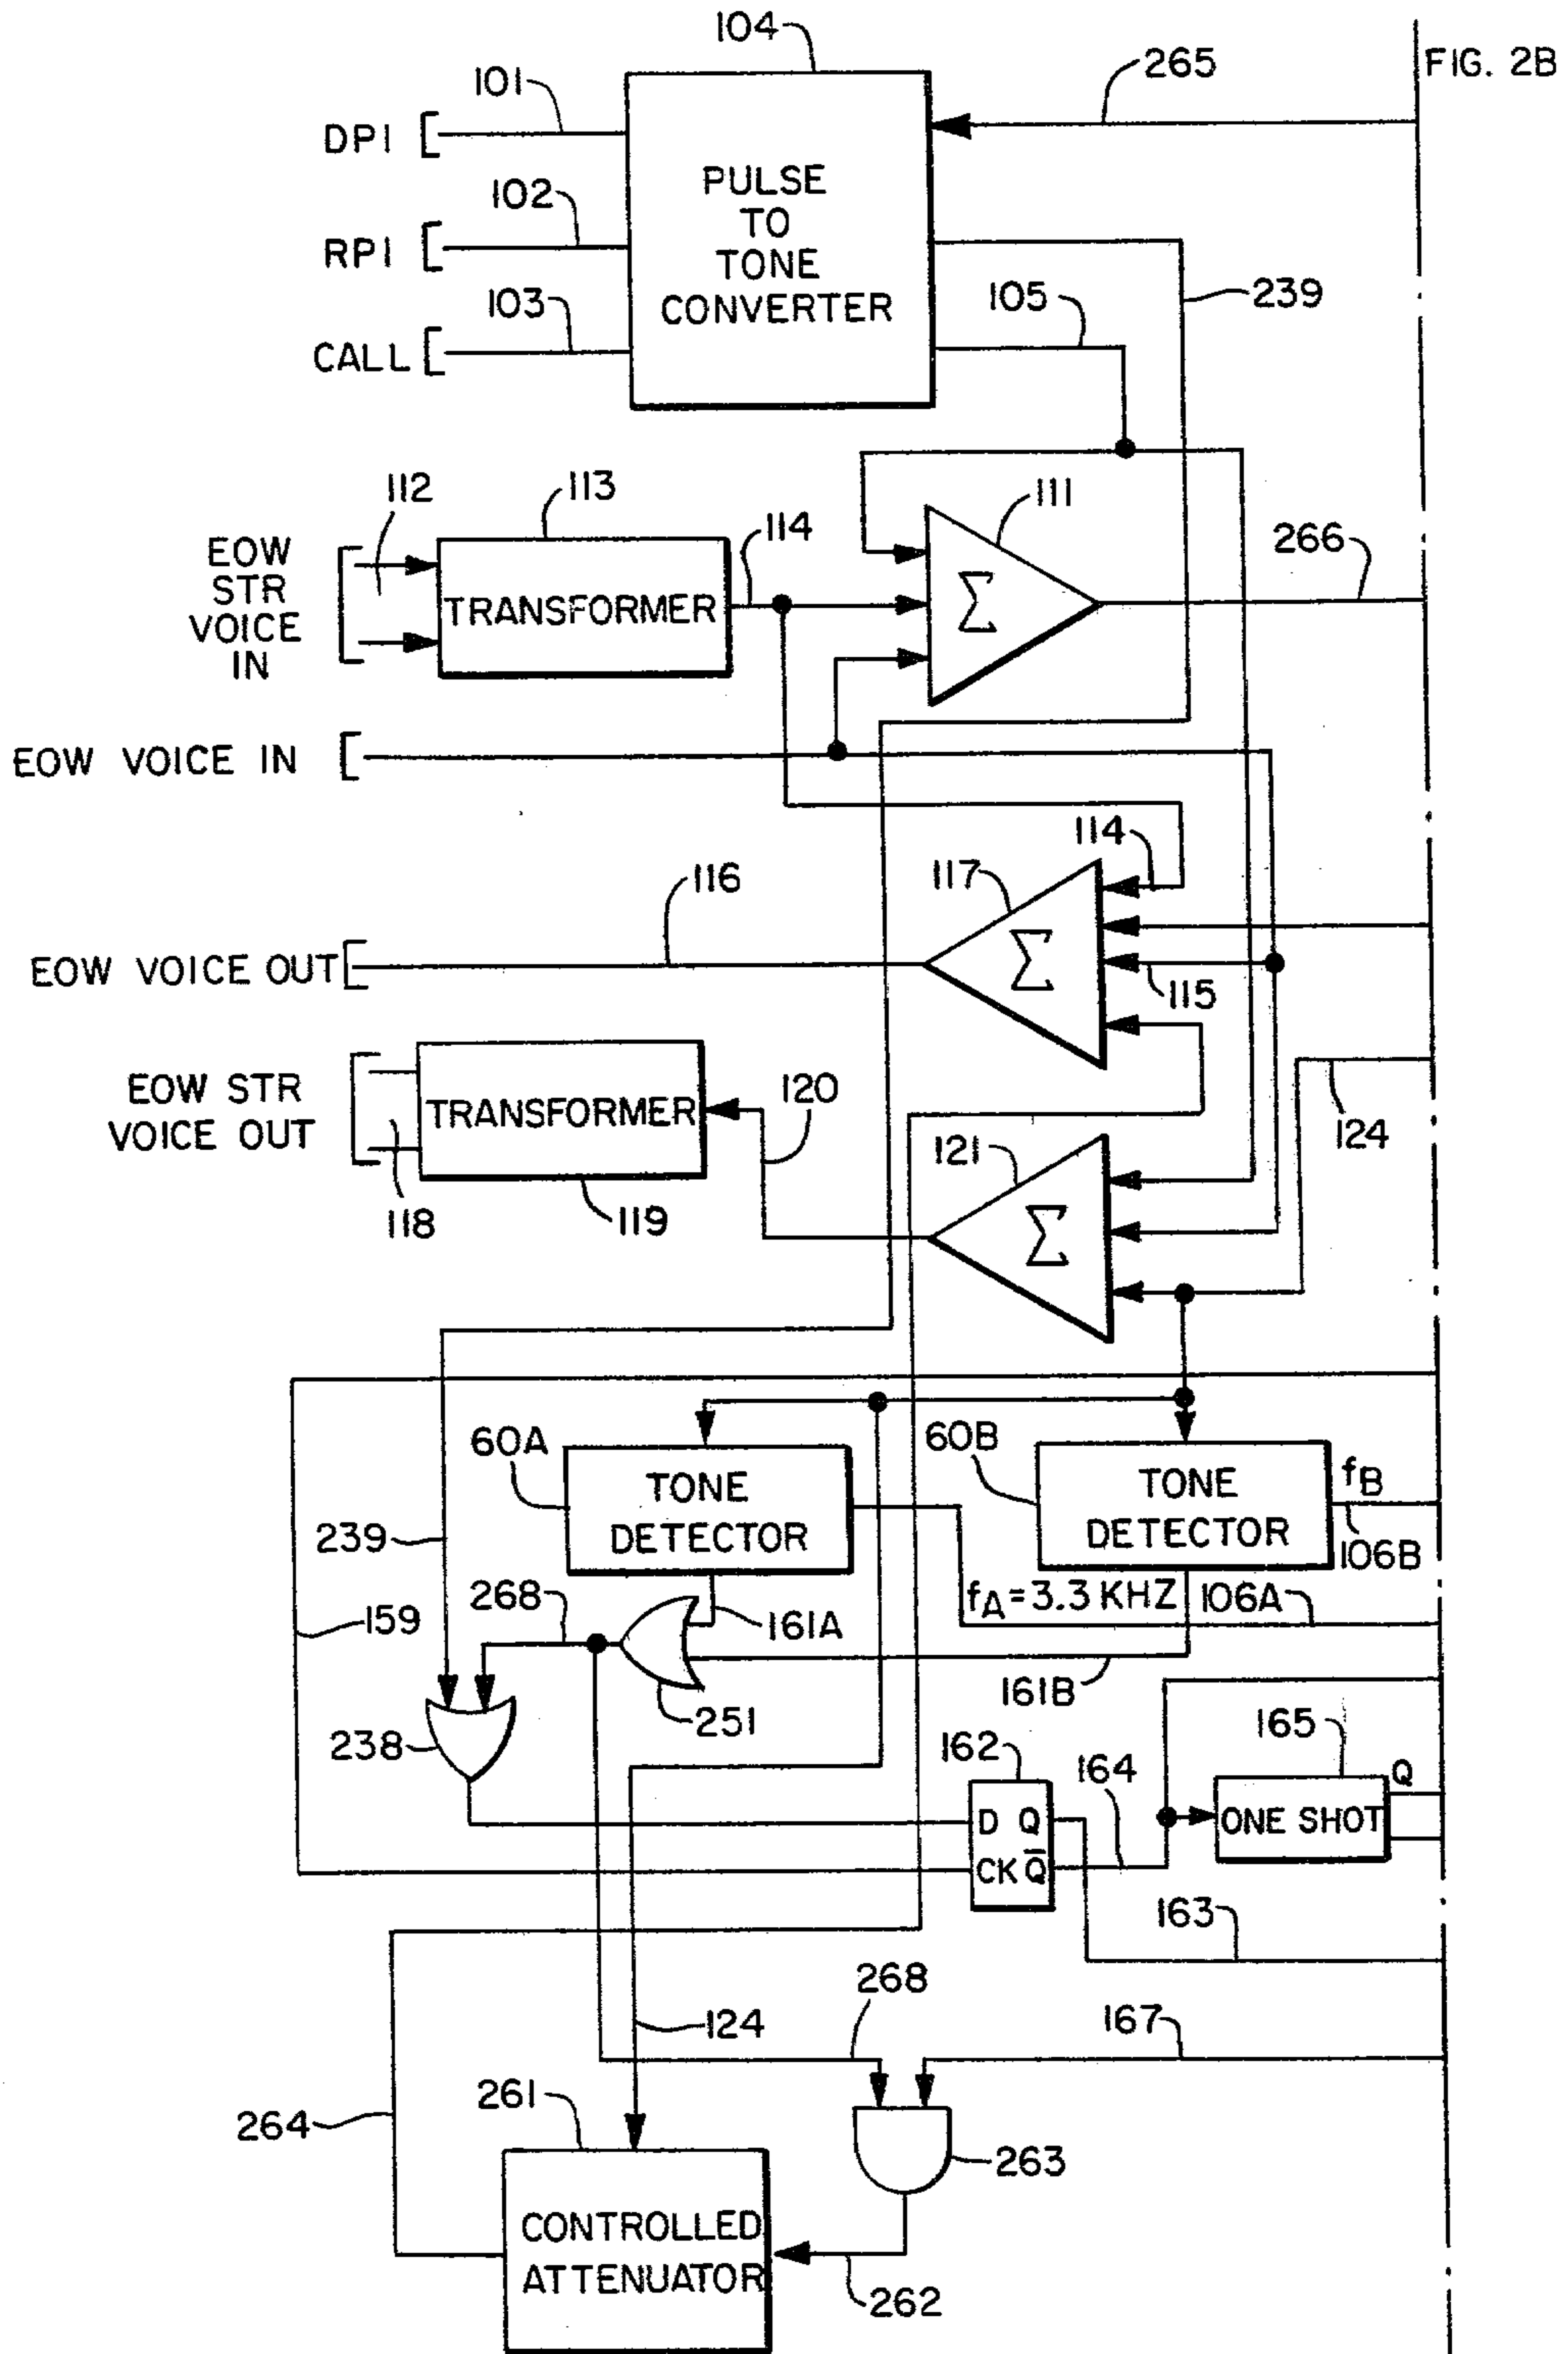 104
FIG. 2B
265
101
DPI
PULSE
TO
TONE
CONVERTER
102
RPI
103
CALL
105
239
112
113
114
111
266
EOW
STR
VOICE
IN
TRANSFORMER
Σ
EOW VOICE IN
114
117
116
Σ
EOW VOICE OUT
115
EOW STR
VOICE OUT
TRANSFORMER
120
124
121
118
119
Σ
60A
60B
TONE
DETECTOR
TONE
DETECTOR
fB
106B
239
268
fA = 3.3 KHZ
106A
159
161A
161B
251
238
162
164
165
Q
D Q
ONE SHOT
CK Q̅
163
268
124
167
261
264
263
CONTROLLED
ATTENUATOR
262